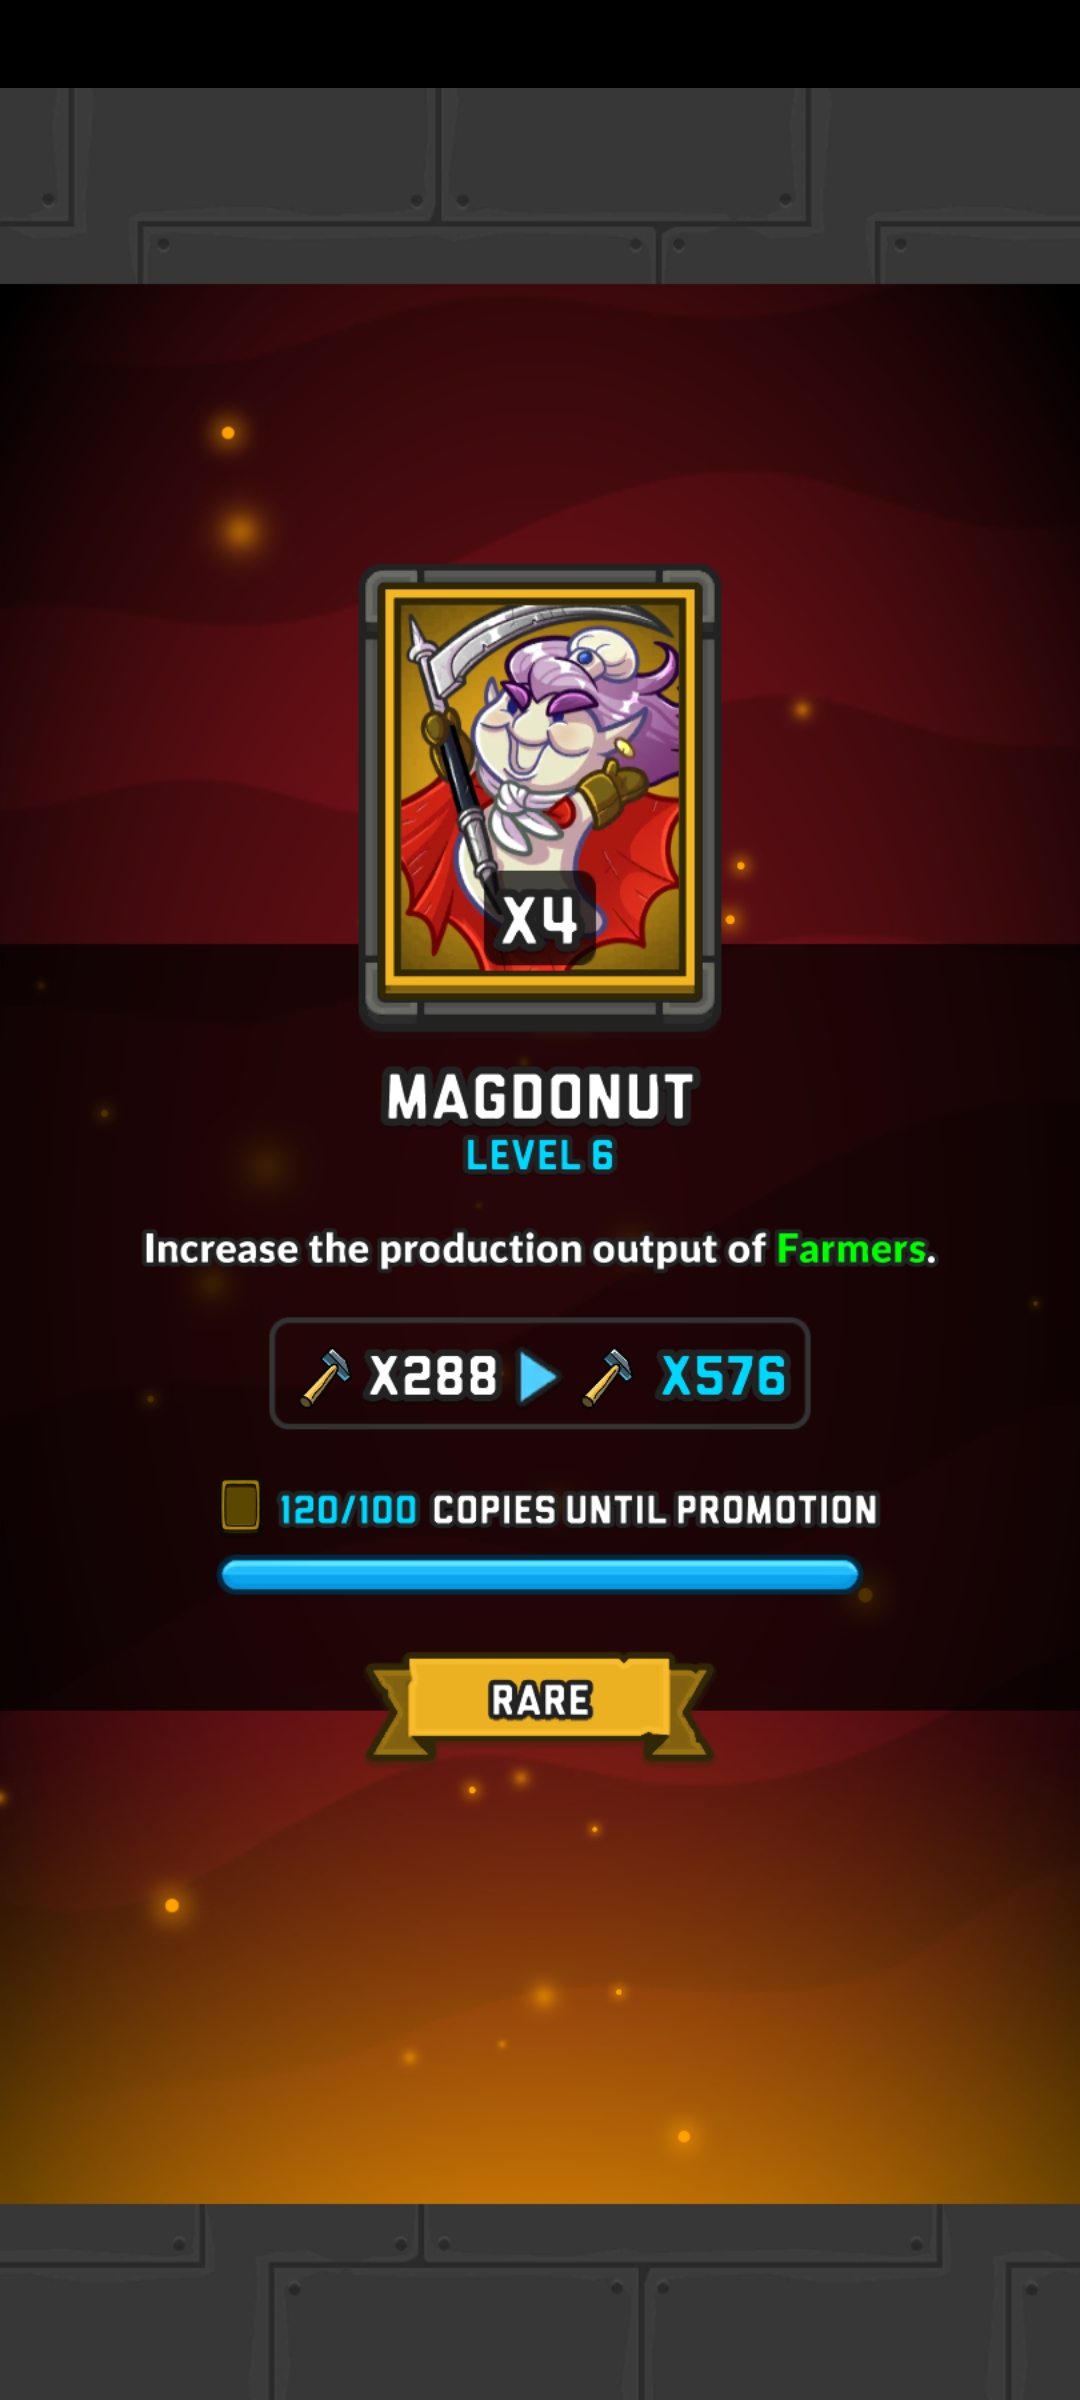 X4
MAGDONUT
LEVEL 6
Increase the production output of Farmers.
X288 X576
120/100 COPIES UNTIL PROMOTION
RARE